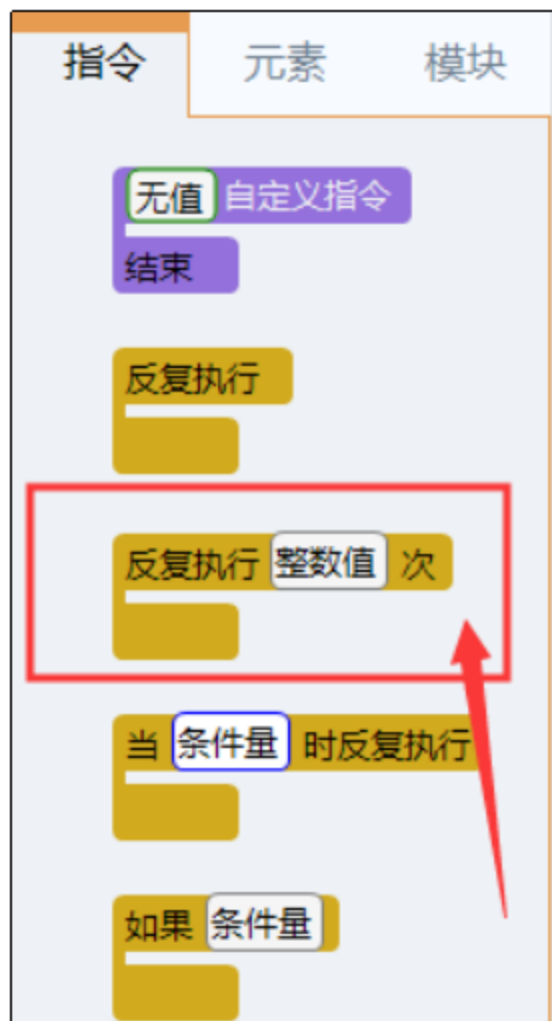 指令 元素 模块
无值 自定义指令
结束
反复执行
反复执行 整数值 次
当 条件量 时反复执行
如果 条件量